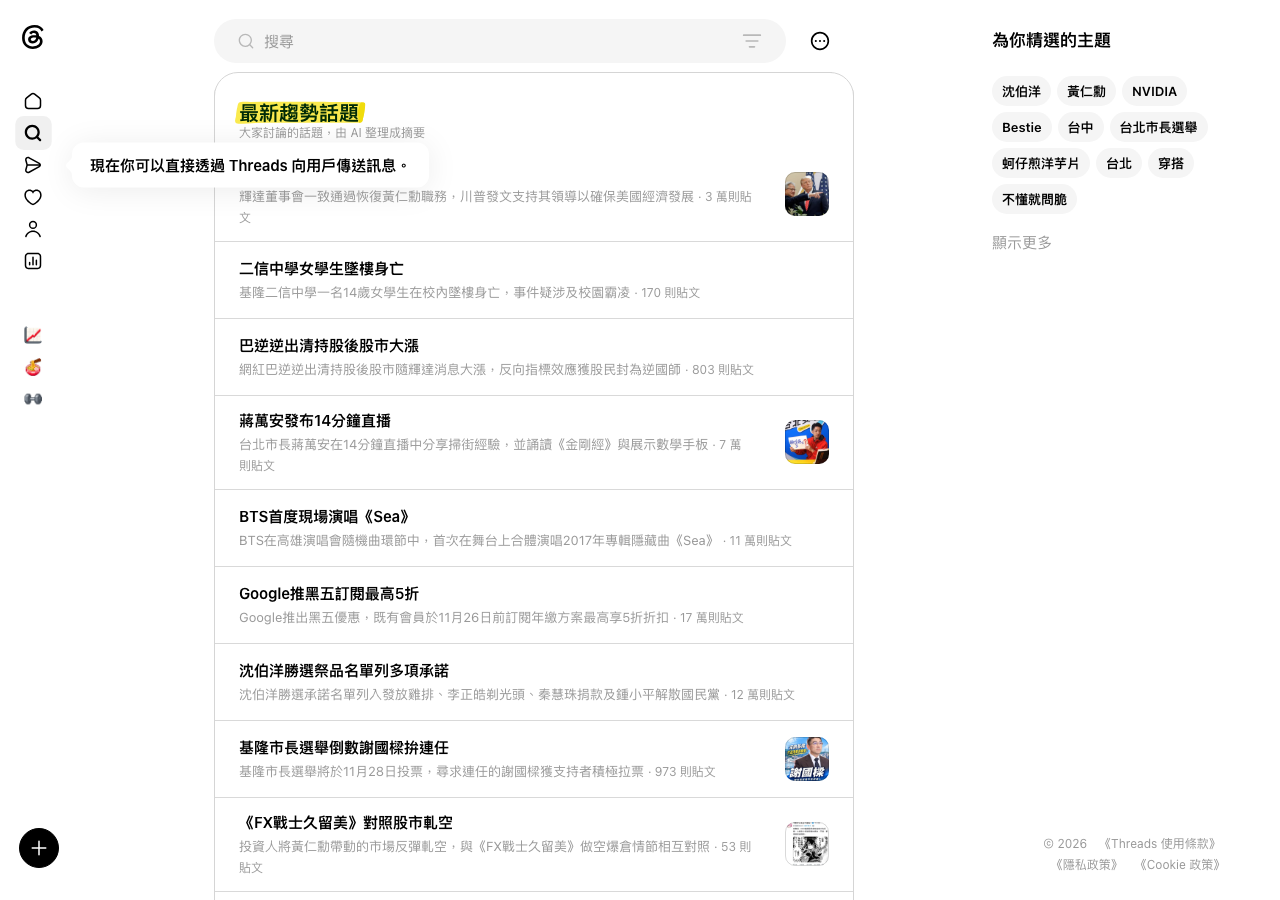 搜尋
最新趨勢話題
大家討論的話題，由 AI 整理成摘要
現在你可以直接透過 Threads 向用戶傳送訊息。
輝達董事會一致通過恢復黃仁勳職務，川普發文支持其領導以確保美國經濟發展 · 3 萬則貼
文
二信中學女學生墜樓身亡
基隆二信中學一名14歲女學生在校內墜樓身亡，事件疑涉及校園霸凌 · 170 則貼文
巴逆逆出清持股後股市大漲
網紅巴逆逆出清持股後股市隨輝達消息大漲，反向指標效應獲股民封為逆國師 · 803 則貼文
蔣萬安發布14分鐘直播
台北市長蔣萬安在14分鐘直播中分享掃街經驗，並誦讀《金剛經》與展示數學手板 · 7 萬
則貼文
BTS首度現場演唱《Sea》
BTS在高雄演唱會隨機曲環節中，首次在舞台上合體演唱2017年專輯隱藏曲《Sea》 · 11 萬則貼文
Google推黑五訂閱最高5折
Google推出黑五優惠，既有會員於11月26日前訂閱年繳方案最高享5折折扣 · 17 萬則貼文
沈伯洋勝選祭品名單列多項承諾
沈伯洋勝選承諾名單列入發放雞排、李正皓剃光頭、秦慧珠捐款及鍾小平解散國民黨 · 12 萬則貼文
基隆市長選舉倒數謝國樑拚連任
基隆市長選舉將於11月28日投票，尋求連任的謝國樑獲支持者積極拉票 · 973 則貼文
謝國樑
《FX戰士久留美》對照股市軋空
投資人將黃仁勳帶動的市場反彈軋空，與《FX戰士久留美》做空爆倉情節相互對照 · 53 則
貼文
為你精選的主題
沈伯洋 黃仁勳 NVIDIA
Bestie 台中 台北市長選舉
蚵仔煎洋芋片 台北 穿搭
不懂就問脆
顯示更多
© 2026 《Threads 使用條款》
《隱私政策》 《Cookie 政策》